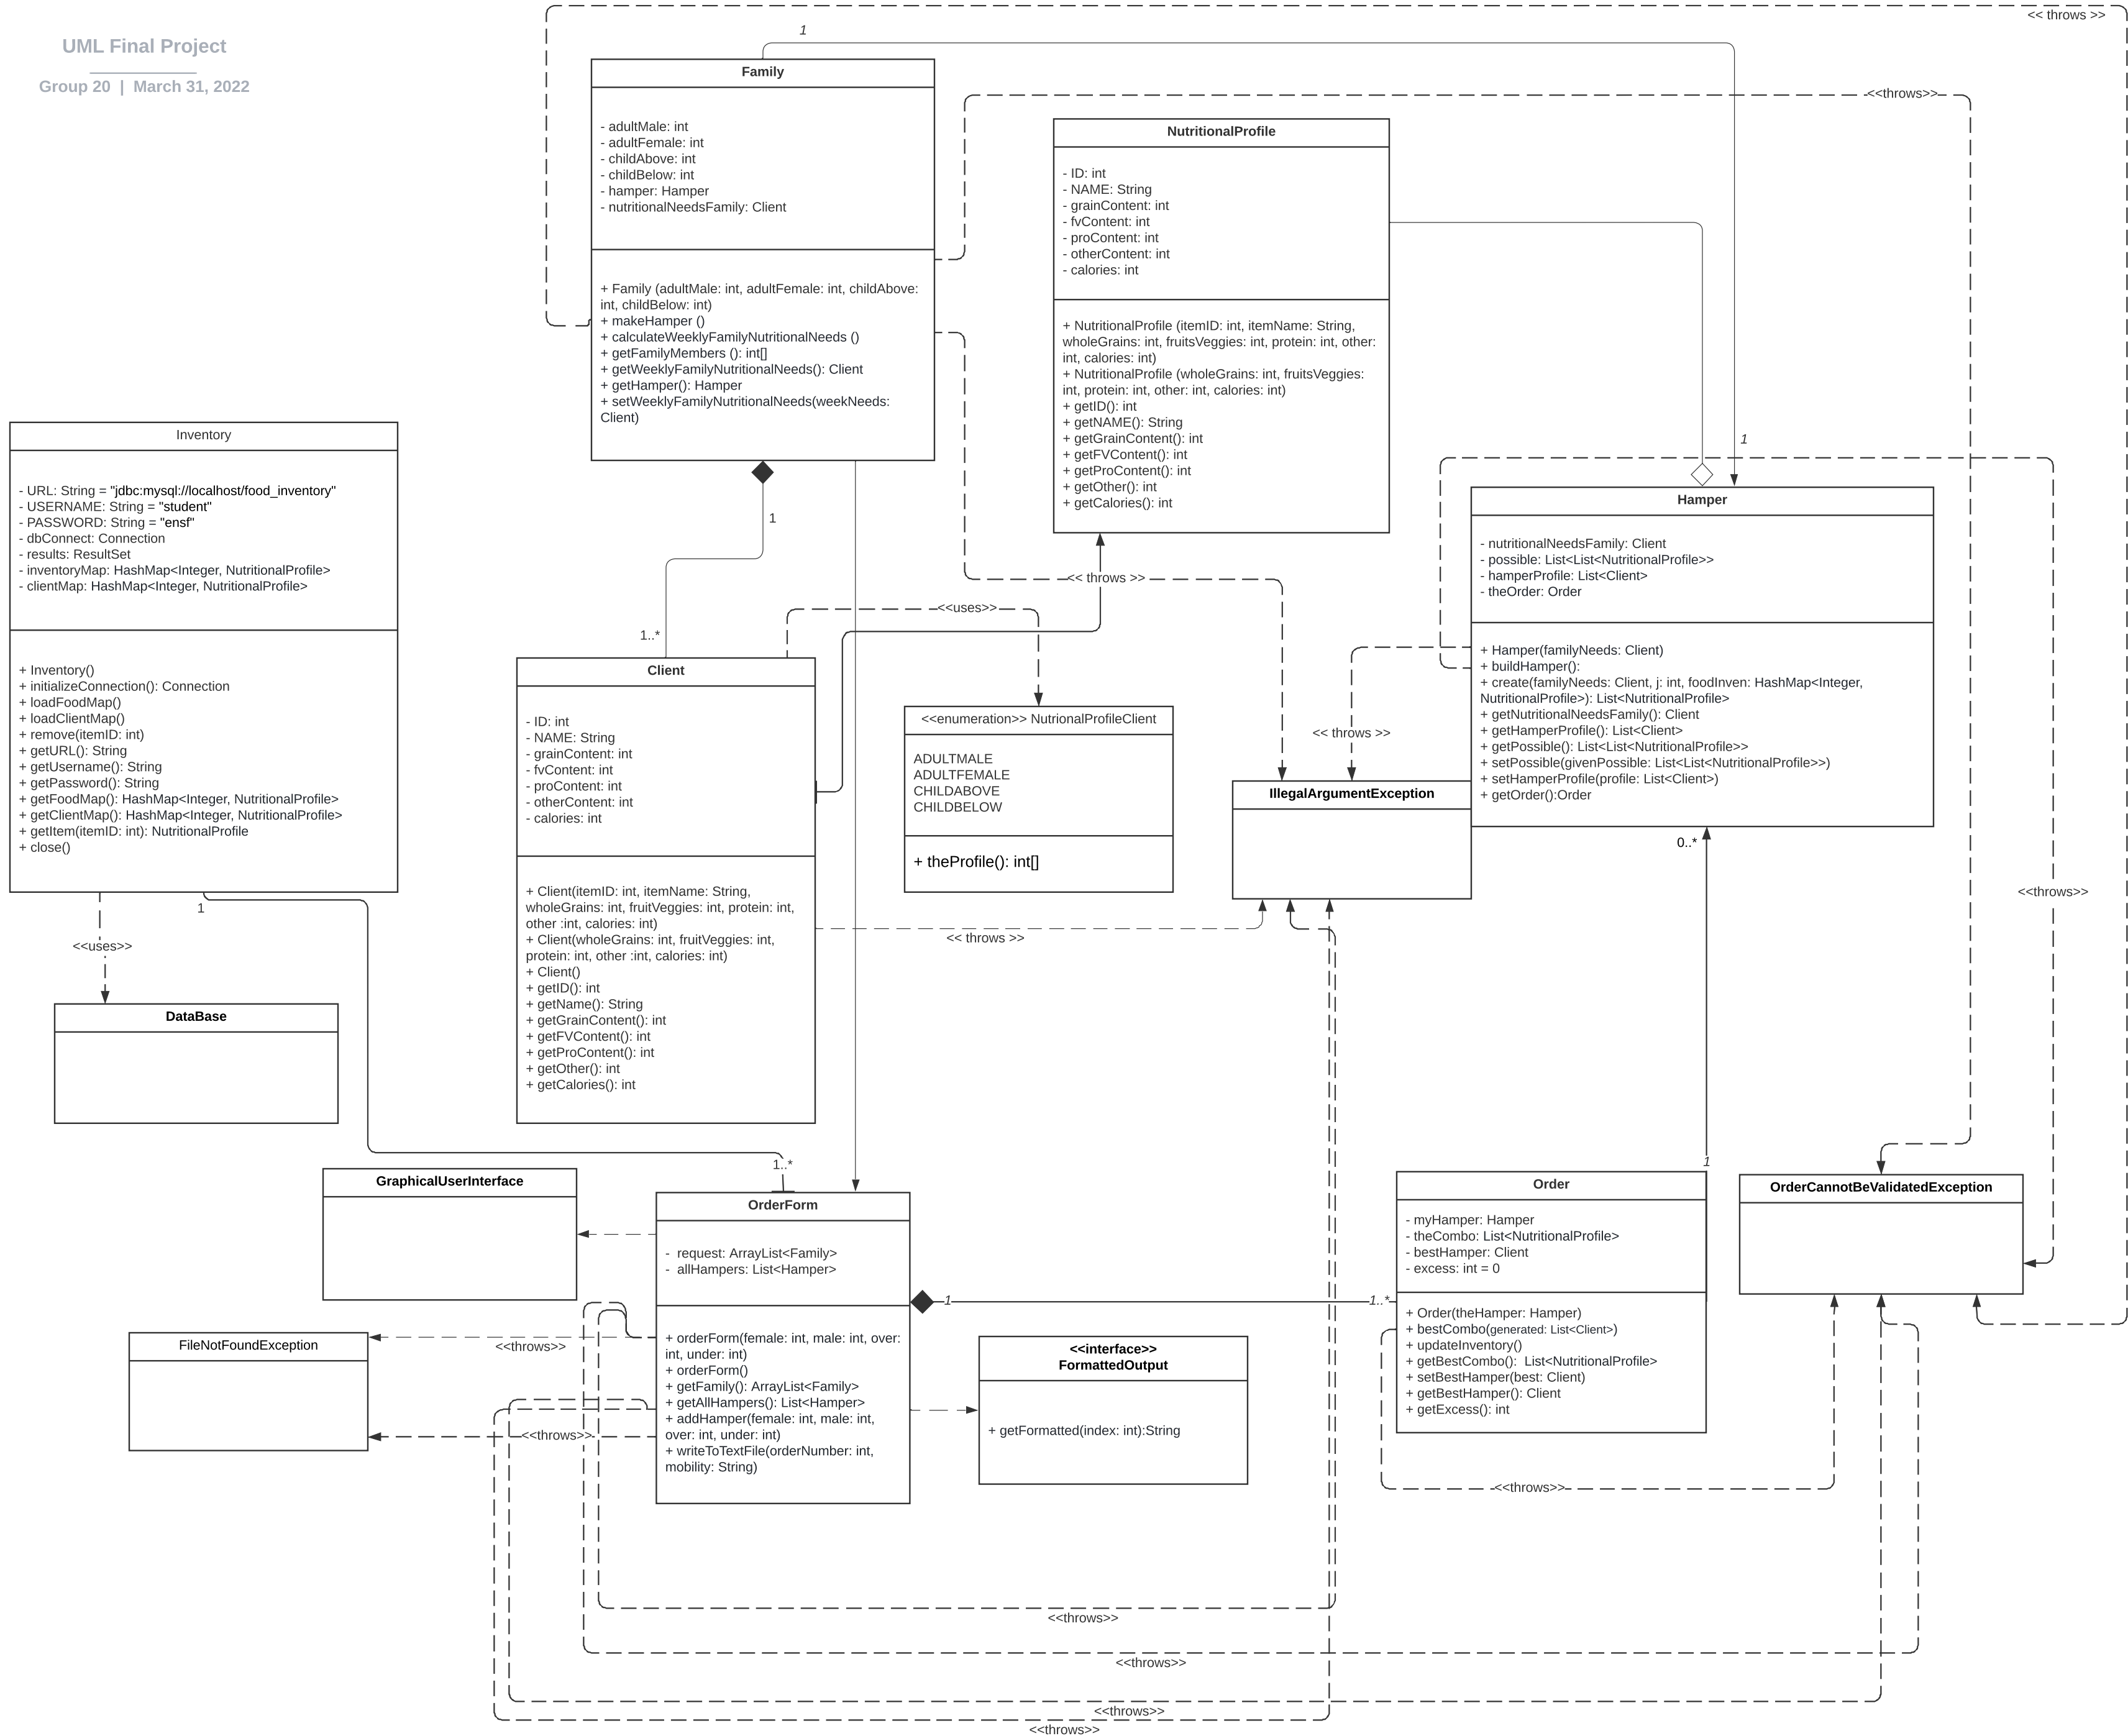 UML Final Project
Group 20 | March 31, 2022
<< throws >>
1
Family
- adultMale: int
- adultFemale: int
- childAbove: int
- childBelow: int
- hamper: Hamper
- nutritionalNeedsFamily: Client
+ Family (adultMale: int, adultFemale: int, childAbove:
int, childBelow: int)
+ makeHamper ()
+ calculateWeeklyFamilyNutritionalNeeds ()
+ getFamilyMembers (): int[]
+ getWeeklyFamilyNutritionalNeeds(): Client
+ getHamper(): Hamper
+ setWeeklyFamilyNutritionalNeeds(weekNeeds:
Client)
<<throws>>
NutritionalProfile
- ID: int
- NAME: String
- grainContent: int
- fvContent: int
- proContent: int
- otherContent: int
- calories: int
+ NutritionalProfile (itemID: int, itemName: String,
wholeGrains: int, fruitsVeggies: int, protein: int, other:
int, calories: int)
+ NutritionalProfile (wholeGrains: int, fruitsVeggies:
int, protein: int, other: int, calories: int)
+ getID(): int
+ getNAME(): String
+ getGrainContent(): int
+ getFVContent(): int
+ getProContent(): int
+ getOther(): int
+ getCalories(): int
Inventory
- URL: String = "jdbc:mysql://localhost/food_inventory"
- USERNAME: String = "student"
- PASSWORD: String = "ensf"
- dbConnect: Connection
- results: ResultSet
- inventoryMap: HashMap<Integer, NutritionalProfile>
- clientMap: HashMap<Integer, NutritionalProfile>
+ Inventory()
+ initializeConnection(): Connection
+ loadFoodMap()
+ loadClientMap()
+ remove(itemID: int)
+ getURL(): String
+ getUsername(): String
+ getPassword(): String
+ getFoodMap(): HashMap<Integer, NutritionalProfile>
+ getClientMap(): HashMap<Integer, NutritionalProfile>
+ getItem(itemID: int): NutritionalProfile
+ close()
1
Hamper
- nutritionalNeedsFamily: Client
- possible: List<List<NutritionalProfile>>
- hamperProfile: List<Client>
- theOrder: Order
+ Hamper(familyNeeds: Client)
+ buildHamper():
+ create(familyNeeds: Client, j: int, foodInven: HashMap<Integer,
NutritionalProfile>): List<NutritionalProfile>
+ getNutritionalNeedsFamily(): Client
+ getHamperProfile(): List<Client>
+ getPossible(): List<List<NutritionalProfile>>
+ setPossible(givenPossible: List<List<NutritionalProfile>>)
+ setHamperProfile(profile: List<Client>)
+ getOrder():Order
1
<< throws >>
<<uses>>
1..*
Client
- ID: int
- NAME: String
- grainContent: int
- fvContent: int
- proContent: int
- otherContent: int
- calories: int
+ Client(itemID: int, itemName: String,
wholeGrains: int, fruitVeggies: int, protein: int,
other :int, calories: int)
+ Client(wholeGrains: int, fruitVeggies: int,
protein: int, other :int, calories: int)
+ Client()
+ getID(): int
+ getName(): String
+ getGrainContent(): int
+ getFVContent(): int
+ getProContent(): int
+ getOther(): int
+ getCalories(): int
<<enumeration>> NutrionalProfileClient
ADULTMALE
ADULTFEMALE
CHILDABOVE
CHILDBELOW
+ theProfile(): int[]
<< throws >>
IllegalArgumentException
0..*
<<throws>>
1
<< throws >>
<<uses>>
DataBase
1..*
1
GraphicalUserInterface
OrderForm
- request: ArrayList<Family>
- allHampers: List<Hamper>
+ orderForm(female: int, male: int, over:
int, under: int)
+ orderForm()
+ getFamily(): ArrayList<Family>
+ getAllHampers(): List<Hamper>
+ addHamper(female: int, male: int,
over: int, under: int)
+ writeToTextFile(orderNumber: int,
mobility: String)
1
1..*
Order
- myHamper: Hamper
- theCombo: List<NutritionalProfile>
- bestHamper: Client
- excess: int = 0
+ Order(theHamper: Hamper)
+ bestCombo(generated: List<Client>)
+ updateInventory()
+ getBestCombo():  List<NutritionalProfile>
+ setBestHamper(best: Client)
+ getBestHamper(): Client
+ getExcess(): int
OrderCannotBeValidatedException
FileNotFoundException
<<throws>>
<<throws>>
<<interface>>
FormattedOutput
+ getFormatted(index: int):String
<<throws>>
<<throws>>
<<throws>>
<<throws>>
<<throws>>